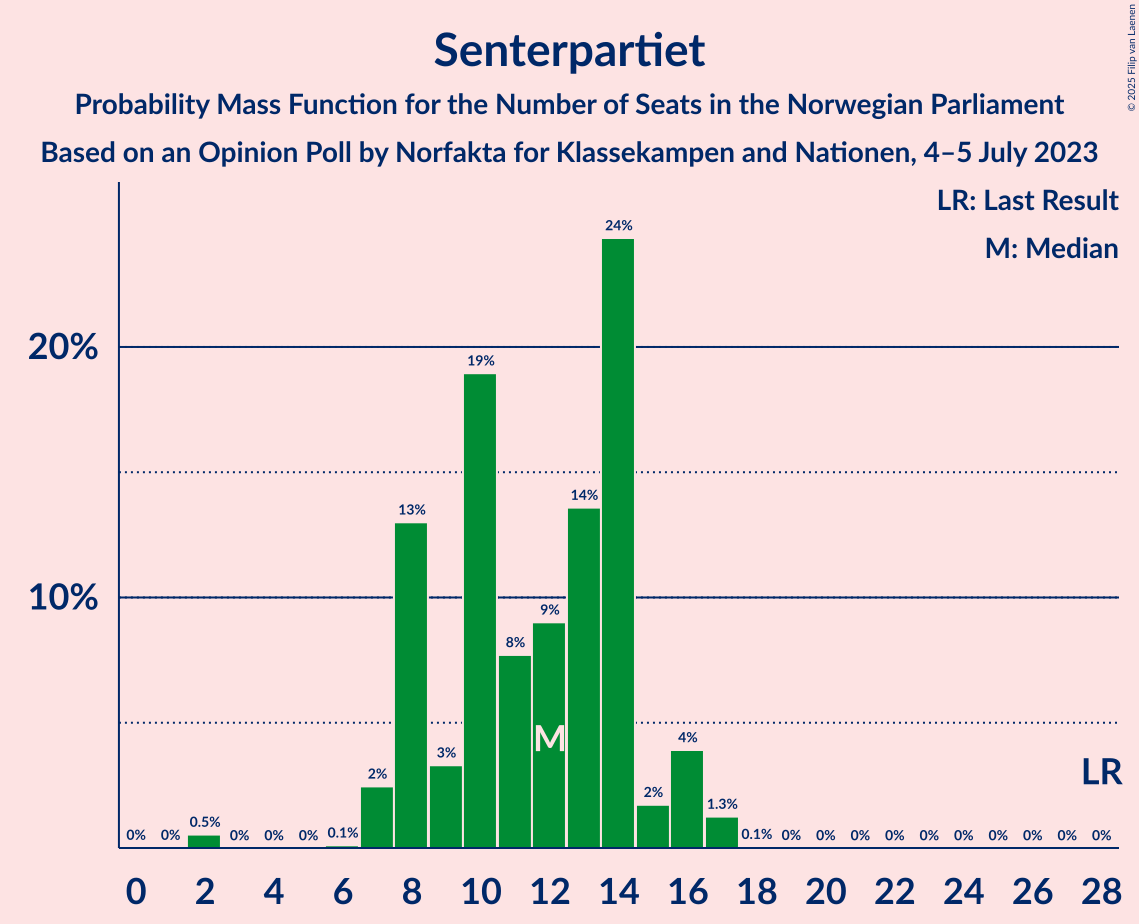 Senterpartiet
Probability Mass Function for the Number of Seats in the Norwegian Parliament
Based on an Opinion Poll by Norfakta for Klassekampen and Nationen, 4–5 July 2023
© 2025 Filip van Laenen
LR: Last Result
M: Median
20%
10%
0% 0% 0.5% 0% 0% 0% 0.1% 2% 13% 3% 19% 8% 9% 14% 24% 2% 4% 1.3% 0.1% 0% 0% 0% 0% 0% 0% 0% 0% 0% 0%
M
LR
0 2 4 6 8 10 12 14 16 18 20 22 24 26 28